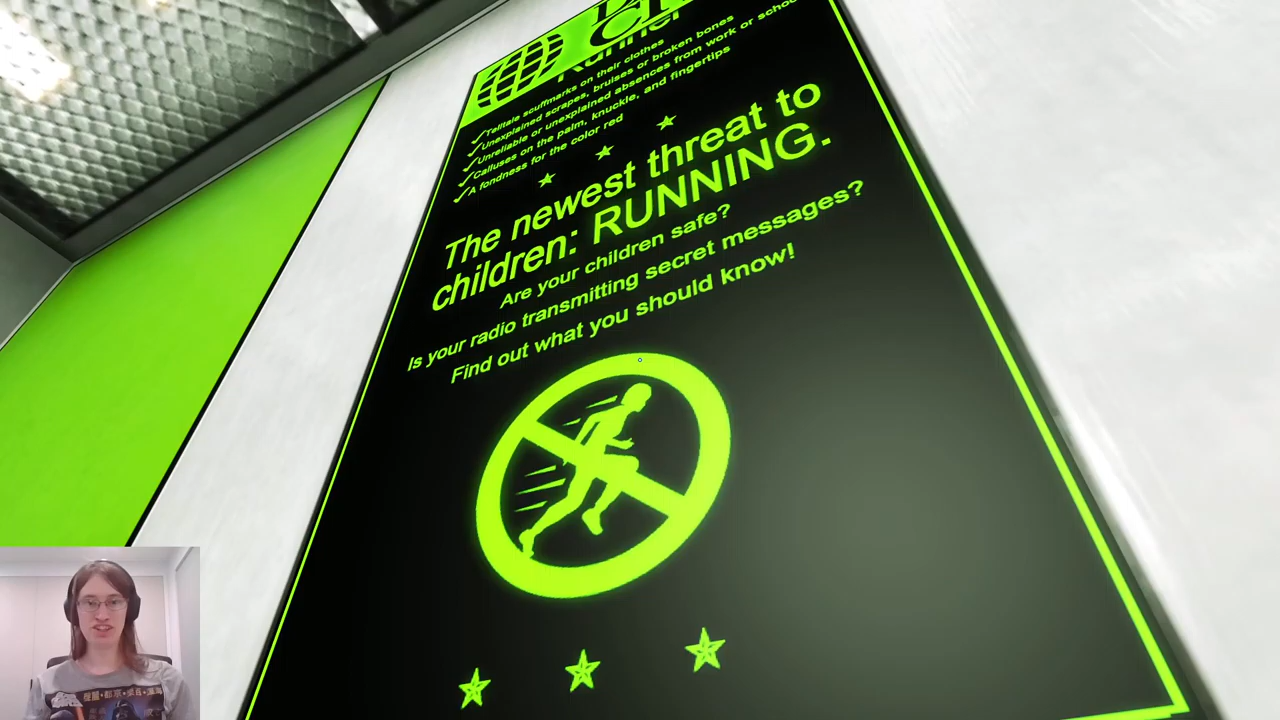 Runner
✓Telltale scuffmarks on their clothes
✓Unexplained scrapes, bruises or broken bones
✓Unreliable or unexplained absences from work or school
✓Calluses on the palm, knuckle, and fingertips
✓A fondness for the color red
The newest threat to
children: RUNNING.
Are your children safe?
Is your radio transmitting secret messages?
Find out what you should know!